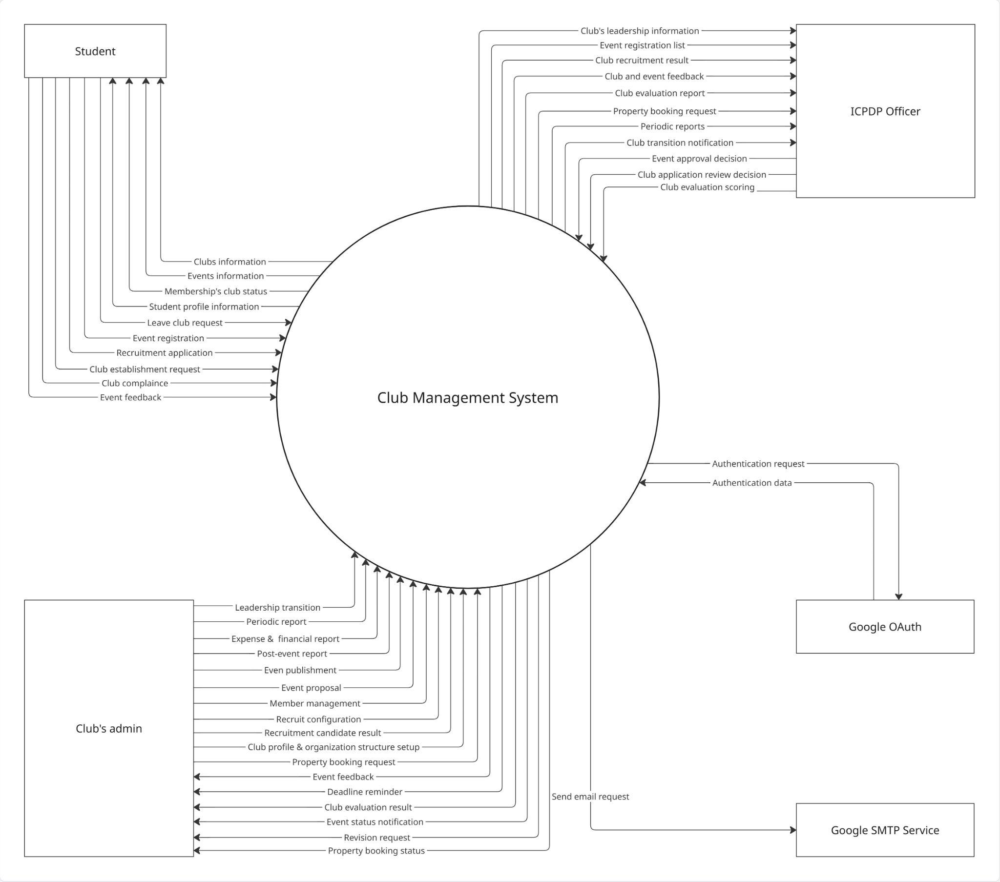 Student
Club's leadership information
Event registration list
Club recruitment result
Club and event feedback
Club evaluation report
Property booking request
Periodic reports
Club transition notification
Event approval decision
Club application review decision
Club evaluation scoring
ICPDP Officer
Clubs information
Events information
Membership's club status
Student profile information
Leave club request
Event registration
Recruitment application
Club establishment request
Club complaince
Event feedback
Club Management System
Authentication request
Authentication data
Google OAuth
Leadership transition
Periodic report
Expense &  financial report
Post-event report
Even publishment
Event proposal
Member management
Recruit configuration
Recruitment candidate result
Club profile & organization structure setup
Property booking request
Event feedback
Deadline reminder
Club evaluation result
Event status notification
Revision request
Property booking status
Club's admin
Send email request
Google SMTP Service